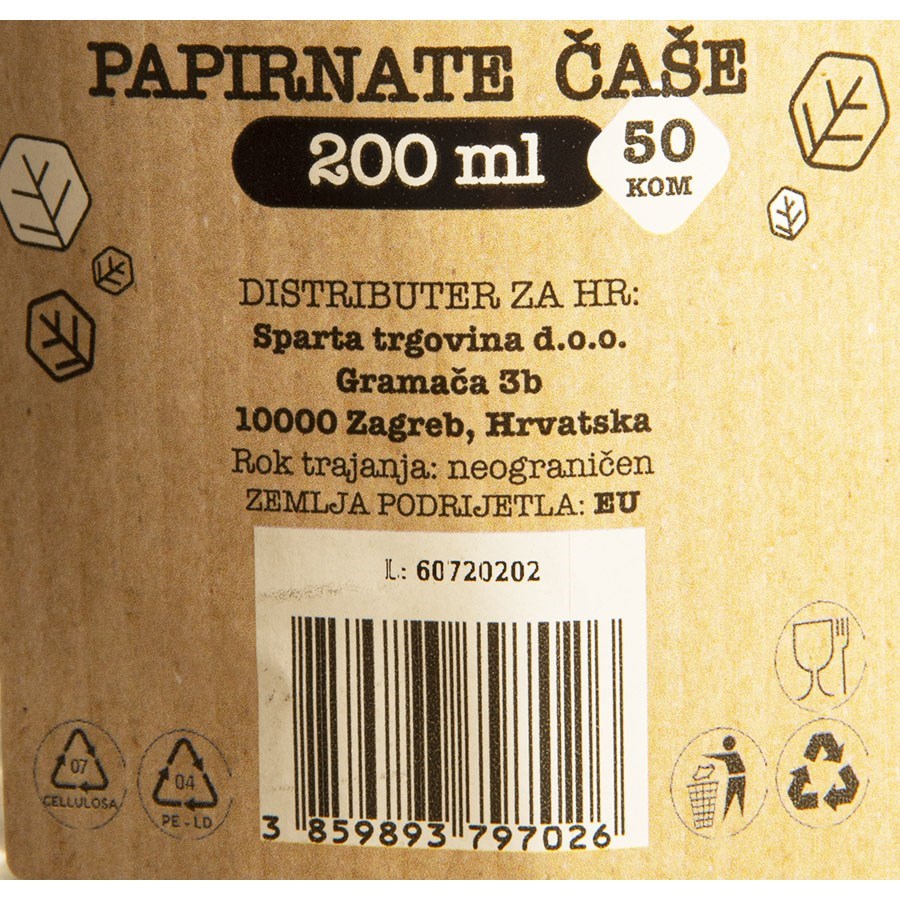 PAPIRNATE ČAŠE
200 ml
50
KOM
DISTRIBUTER ZA HR:
Sparta trgovina d.o.o.
Gramača 3b
10000 Zagreb, Hrvatska
Rok trajanja: neograničen
ZEMLJA PODRIJETLA: EU
L: 60720202
07
CELLULOSA
04
PE-LD
3 859893 797026